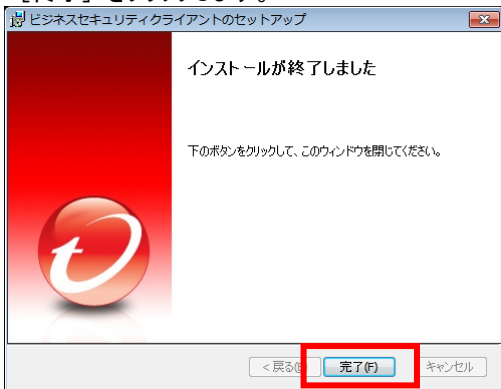 ビジネスセキュリティクライアントのセットアップ
インストールが終了しました
下のボタンをクリックして、このウィンドウを閉じてください。
< 戻る(B) 完了(F) キャンセル